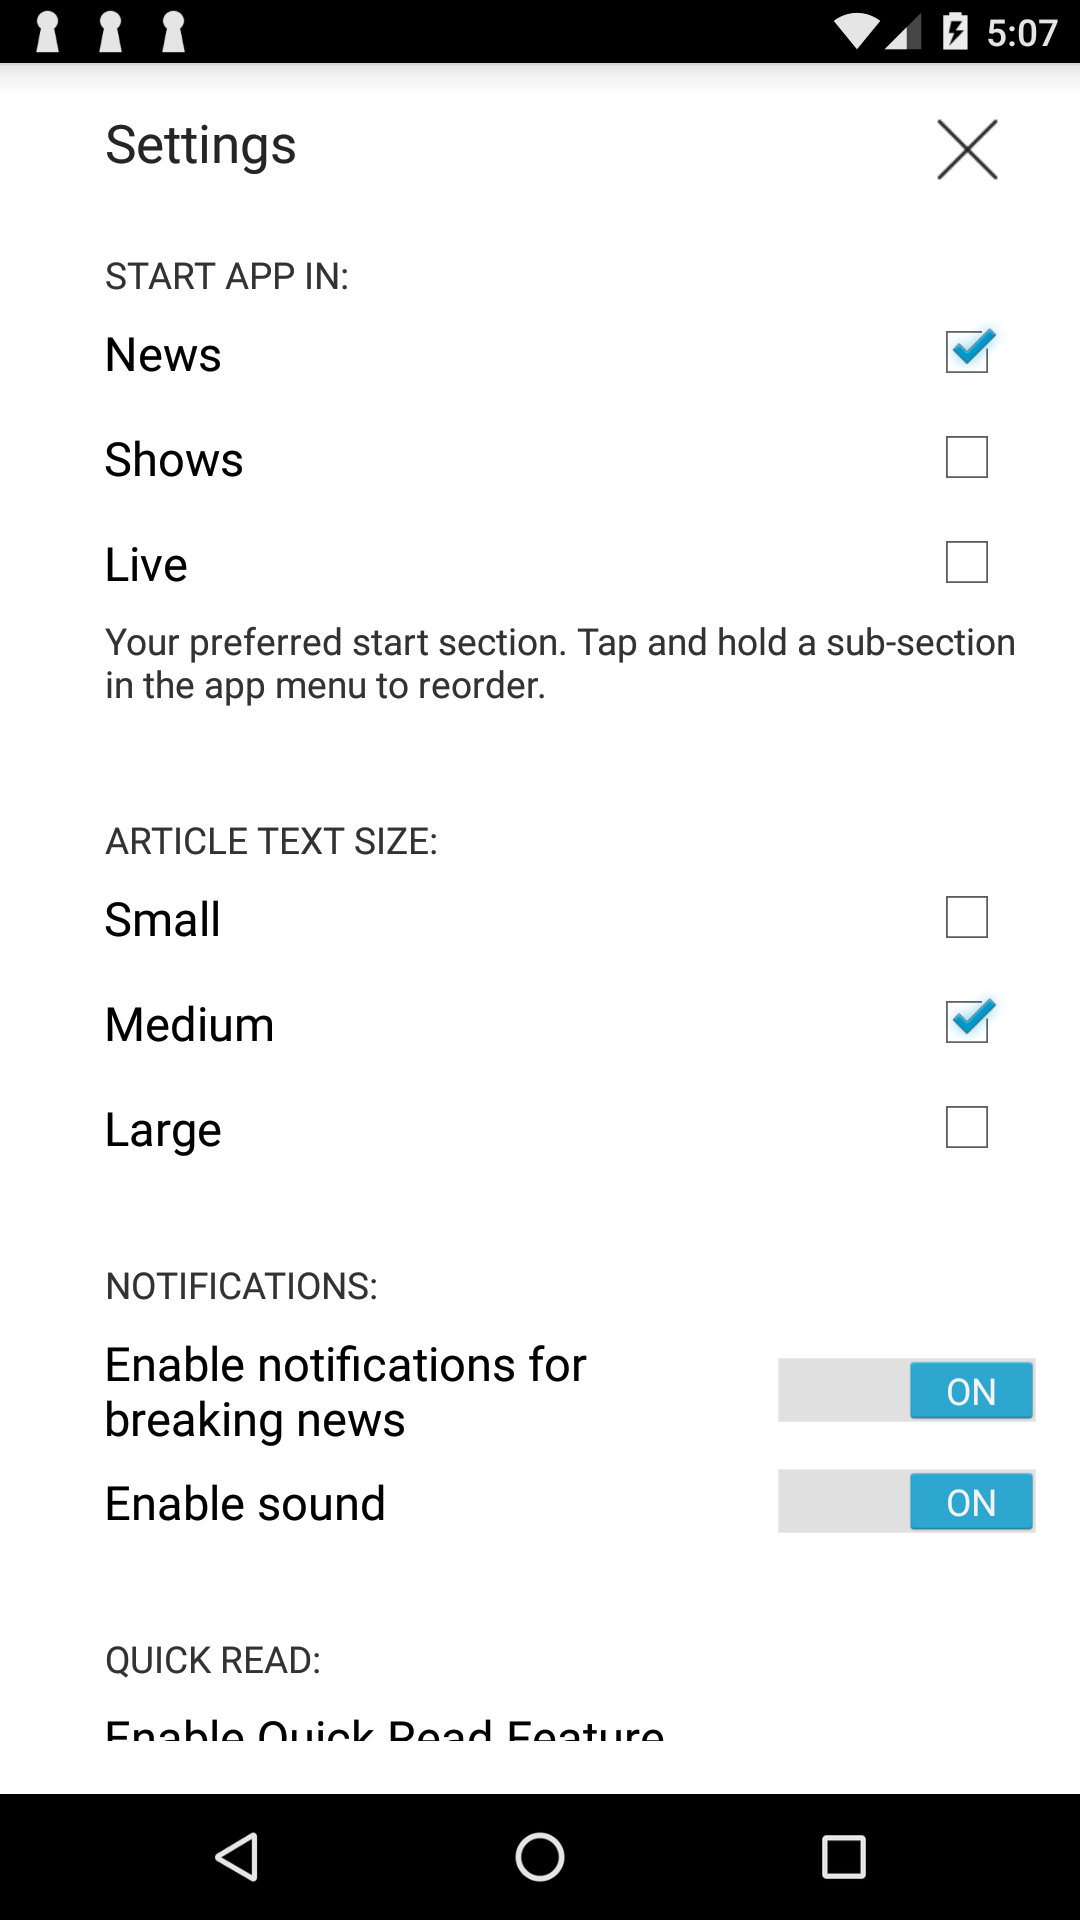 5:07
Settings
START APP IN:
News
Shows
Live
Your preferred start section. Tap and hold a sub-section
in the app menu to reorder.
ARTICLE TEXT SIZE:
Small
Medium
Large
NOTIFICATIONS:
Enable notifications for
breaking news
ON
Enable sound
ON
QUICK READ:
Enable Quick Read Feature